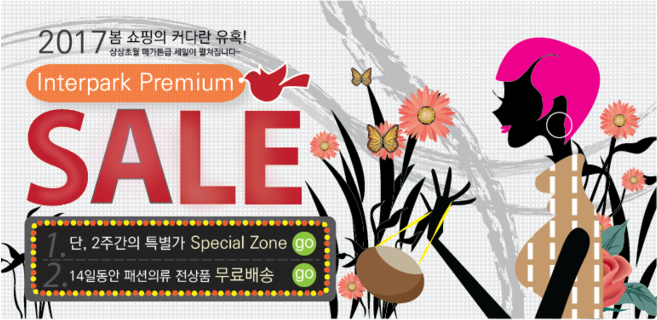 2017 봄 쇼핑의 커다란 유혹!
상상초월 메가톤급 세일이 펼쳐집니다~
Interpark Premium
SALE
1. 단, 2주간의 특별가 Special Zone go
2. 14일동안 패션의류 전상품 무료배송 go